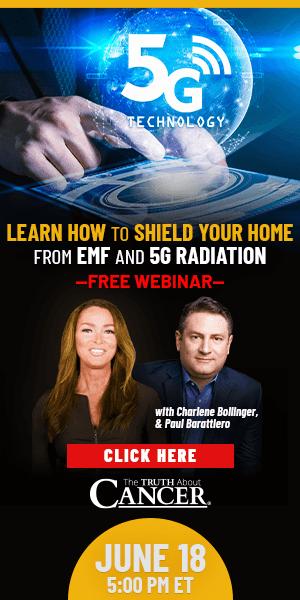 5G
TECHNOLOGY
LEARN HOW TO SHIELD YOUR HOME
FROM EMF AND 5G RADIATION
—FREE WEBINAR—
with Charlene Bollinger,
& Paul Barattiero
CLICK HERE
The TRUTH About
CANCER®
JUNE 18
5:00 PM ET